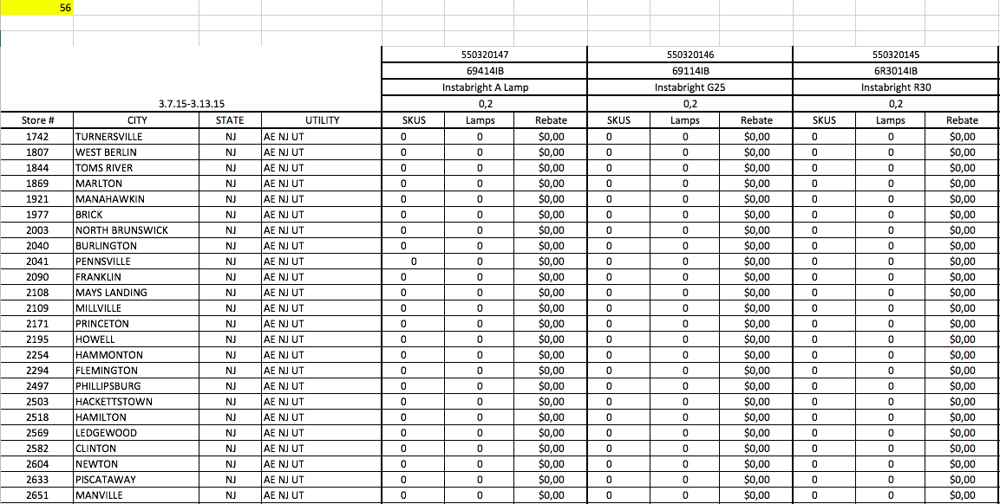 56
550320147 550320146 550320145
69414IB 69114IB 6R3014IB
Instabright A Lamp Instabright G25 Instabright R30
3.7.15-3.13.15 0,2 0,2 0,2
Store # CITY STATE UTILITY SKUS Lamps Rebate SKUS Lamps Rebate SKUS Lamps Rebate
1742 TURNERSVILLE NJ AE NJ UT 0 0 $0,00 0 0 $0,00 0 0 $0,00
1807 WEST BERLIN NJ AE NJ UT 0 0 $0,00 0 0 $0,00 0 0 $0,00
1844 TOMS RIVER NJ AE NJ UT 0 0 $0,00 0 0 $0,00 0 0 $0,00
1869 MARLTON NJ AE NJ UT 0 0 $0,00 0 0 $0,00 0 0 $0,00
1921 MANAHAWKIN NJ AE NJ UT 0 0 $0,00 0 0 $0,00 0 0 $0,00
1977 BRICK NJ AE NJ UT 0 0 $0,00 0 0 $0,00 0 0 $0,00
2003 NORTH BRUNSWICK NJ AE NJ UT 0 0 $0,00 0 0 $0,00 0 0 $0,00
2040 BURLINGTON NJ AE NJ UT 0 0 $0,00 0 0 $0,00 0 0 $0,00
2041 PENNSVILLE NJ AE NJ UT 0 0 $0,00 0 0 $0,00 0 0 $0,00
2090 FRANKLIN NJ AE NJ UT 0 0 $0,00 0 0 $0,00 0 0 $0,00
2108 MAYS LANDING NJ AE NJ UT 0 0 $0,00 0 0 $0,00 0 0 $0,00
2109 MILLVILLE NJ AE NJ UT 0 0 $0,00 0 0 $0,00 0 0 $0,00
2171 PRINCETON NJ AE NJ UT 0 0 $0,00 0 0 $0,00 0 0 $0,00
2195 HOWELL NJ AE NJ UT 0 0 $0,00 0 0 $0,00 0 0 $0,00
2254 HAMMONTON NJ AE NJ UT 0 0 $0,00 0 0 $0,00 0 0 $0,00
2294 FLEMINGTON NJ AE NJ UT 0 0 $0,00 0 0 $0,00 0 0 $0,00
2497 PHILLIPSBURG NJ AE NJ UT 0 0 $0,00 0 0 $0,00 0 0 $0,00
2503 HACKETTSTOWN NJ AE NJ UT 0 0 $0,00 0 0 $0,00 0 0 $0,00
2518 HAMILTON NJ AE NJ UT 0 0 $0,00 0 0 $0,00 0 0 $0,00
2569 LEDGEWOOD NJ AE NJ UT 0 0 $0,00 0 0 $0,00 0 0 $0,00
2582 CLINTON NJ AE NJ UT 0 0 $0,00 0 0 $0,00 0 0 $0,00
2604 NEWTON NJ AE NJ UT 0 0 $0,00 0 0 $0,00 0 0 $0,00
2633 PISCATAWAY NJ AE NJ UT 0 0 $0,00 0 0 $0,00 0 0 $0,00
2651 MANVILLE NJ AE NJ UT 0 0 $0,00 0 0 $0,00 0 0 $0,00